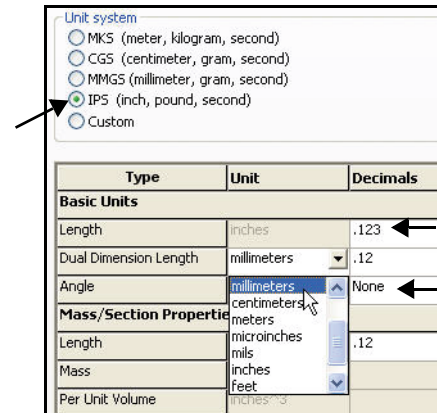 Unit system
MKS (meter, kilogram, second)
CGS (centimeter, gram, second)
MMGS (millimeter, gram, second)
IPS (inch, pound, second)
Custom
Type Unit Decimals
Basic Units
Length inches .123
Dual Dimension Length millimeters .12
Angle millimeters None
centimeters
Mass/Section Propertie meters
Length microinches .12
mils
Mass inches
feet
Per Unit Volume inches^3